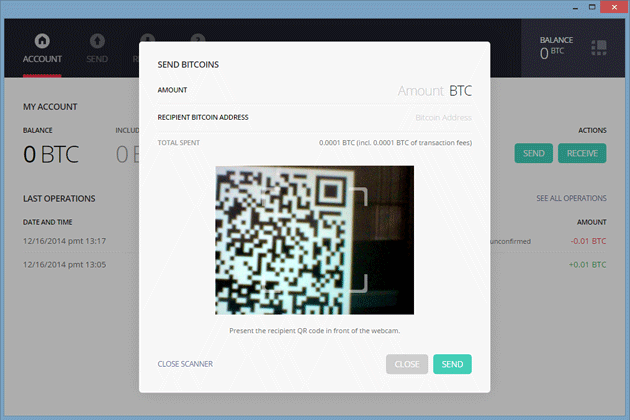 ACCOUNT
SEND
BALANCE
0 BTC
SEND BITCOINS
AMOUNT
Amount BTC
RECIPIENT BITCOIN ADDRESS
Bitcoin Address
TOTAL SPENT
0.0001 BTC (incl. 0.0001 BTC of transaction fees)
Present the recipient QR code in front of the webcam.
CLOSE SCANNER
CLOSE
SEND
MY ACCOUNT
BALANCE
INCLU
ACTIONS
0 BTC
0
SEND
RECEIVE
LAST OPERATIONS
SEE ALL OPERATIONS
DATE AND TIME
AMOUNT
12/16/2014 pmt 13:17
unconfirmed
-0.01 BTC
12/16/2014 pmt 13:05
+0.01 BTC